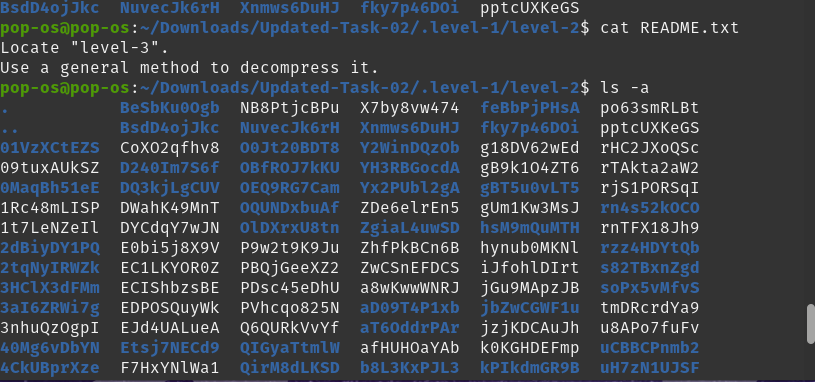 BsdD4ojJkc NuvecJk6rH Xnmws6DuHJ fky7p46DOi pptcUXKeGS
pop-os@pop-os:~/Downloads/Updated-Task-02/.level-1/level-2$ cat README.txt
Locate "level-3".
Use a general method to decompress it.
pop-os@pop-os:~/Downloads/Updated-Task-02/.level-1/level-2$ ls -a
. BeSbKu0Ogb NB8PtjcBPu X7by8vw474 feBbPjPHsA po63smRLBt
.. BsdD4ojJkc NuvecJk6rH Xnmws6DuHJ fky7p46DOi pptcUXKeGS
01VzXCtEZS CoXO2qfhv8 O0Jt20BDT8 Y2WinDQzOb g18DV62wEd rHC2JXoQSc
09tuxAUkSZ D240Im7S6f OBfROJ7kKU YH3RBGocdA gB9k1O4ZT6 rTAkta2aW2
0MaqBh51eE DQ3kjLgCUV OEQ9RG7Cam Yx2PUbl2gA gBT5u0vLT5 rjS1PORSqI
1Rc48mLISP DWahK49MnT OQUNDxbuAf ZDe6elrEn5 gUm1Kw3MsJ rn4s52kOCO
1t7LeNZeIl DYCdqY7wJN OlDXrxU8tn ZgiaL4uwSD hsM9mQuMTH rnTFX18Jh9
2dBiyDY1PQ E0bi5j8X9V P9w2t9K9Ju ZhfPkBCn6B hynub0MKNl rzz4HDYtQb
2tqNyIRWZk EC1LKYOR0Z PBQjGeeXZ2 ZwCSnEFDCS iJfohlDIrt s82TBxnZgd
3HClX3dFMm ECIShbzsBE PDsc45eDhU a8wKwwWNRJ jGu9MApzJB soPx5vMfvS
3aI6ZRWi7g EDPOSQuyWk PVhcqo825N aD09T4P1xb jbZwCGWF1u tmDRcrdYa9
3nhuQzOgpI EJd4UALueA Q6QURkVvYf aT6OddrPAr jzjKDCAuJh u8APo7fuFv
40Mg6vDbYN Etsj7NECd9 QIGyaTtmlW afHUHOaYAb k0KGHDEFmp uCBBCPnmb2
4CkUBprXze F7HxYNlWa1 QirM8dLKSD b8L3KxPJL3 kPIkdmGR9B uH7zN1UJSF